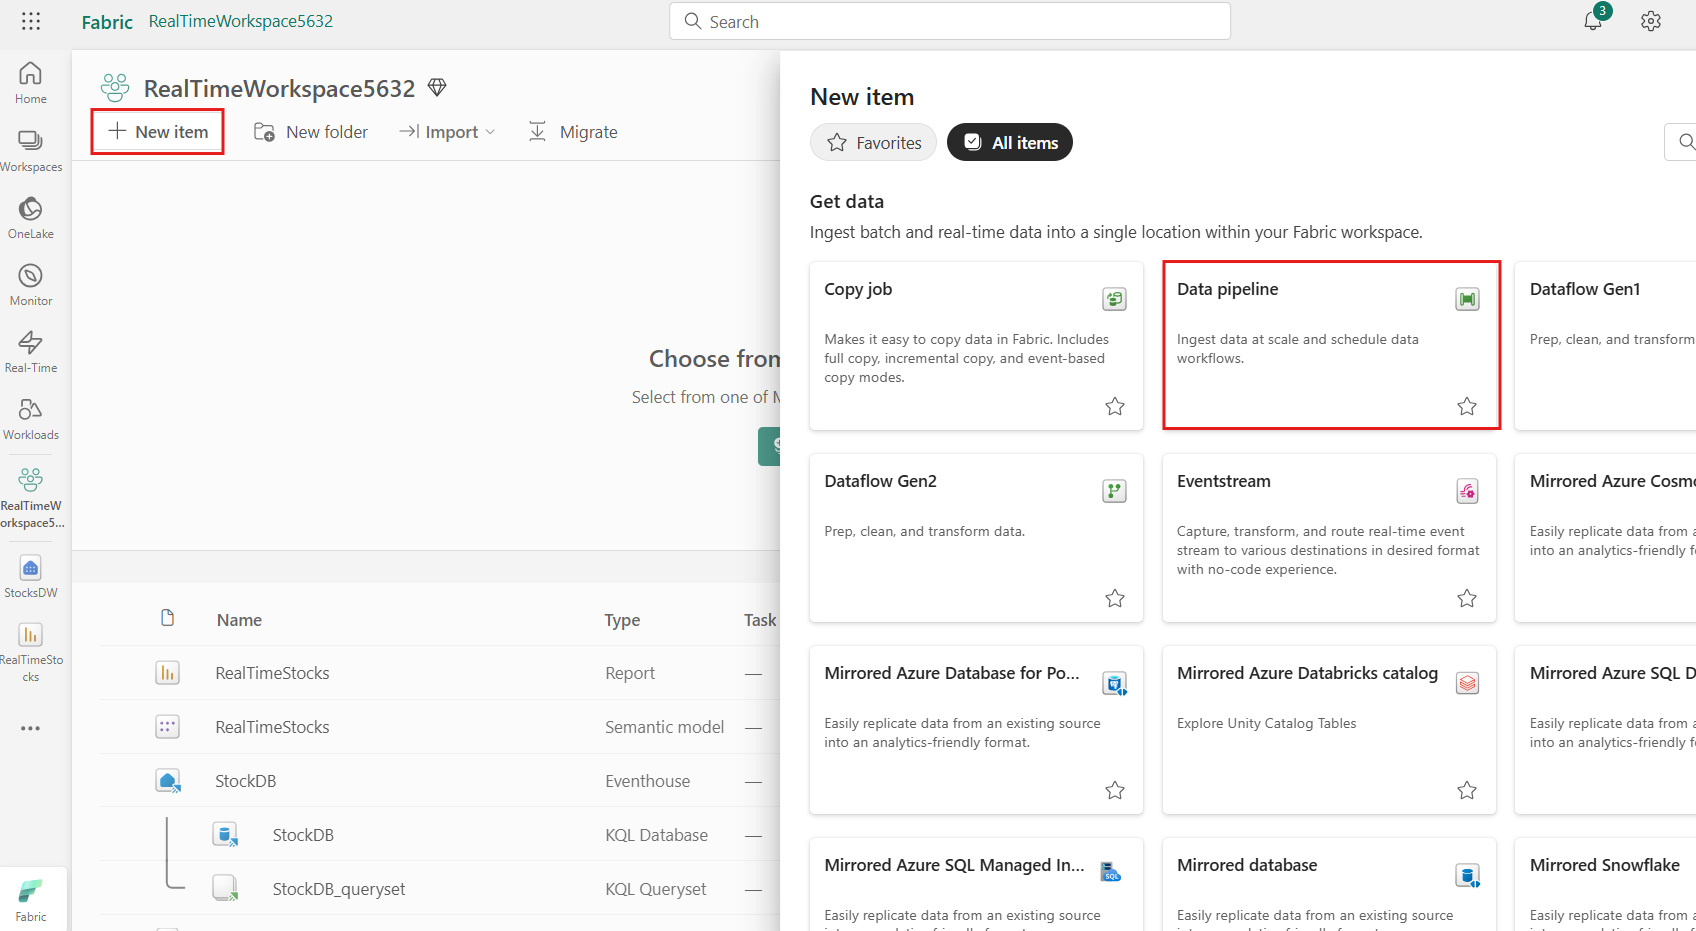 Fabric RealTimeWorkspace5632
Search
3
Home
Workspaces
OneLake
Monitor
Real-Time
Workloads
RealTimeW
orkspace5...
StocksDW
RealTimeSto
cks
Fabric
RealTimeWorkspace5632
New item
New folder
Import
Migrate
Choose from
Select from one of
Name Type Task
RealTimeStocks Report —
RealTimeStocks Semantic model —
StockDB Eventhouse —
StockDB KQL Database —
StockDB_queryset KQL Queryset —
New item
Favorites
All items
Get data
Ingest batch and real-time data into a single location within your Fabric workspace.
Copy job
Makes it easy to copy data in Fabric. Includes
full copy, incremental copy, and event-based
copy modes.
Data pipeline
Ingest data at scale and schedule data
workflows.
Dataflow Gen1
Prep, clean, and transform
Dataflow Gen2
Prep, clean, and transform data.
Eventstream
Capture, transform, and route real-time event
stream to various destinations in desired format
with no-code experience.
Mirrored Azure Cosmo
Easily replicate data from a
into an analytics-friendly f
Mirrored Azure Database for Po...
Easily replicate data from an existing source
into an analytics-friendly format.
Mirrored Azure Databricks catalog
Explore Unity Catalog Tables
Mirrored Azure SQL D
Easily replicate data from a
into an analytics-friendly f
Mirrored Azure SQL Managed In...
SQL
Easily replicate data from an existing source
Mirrored database
Easily replicate data from an existing source
Mirrored Snowflake
Easily replicate data from a